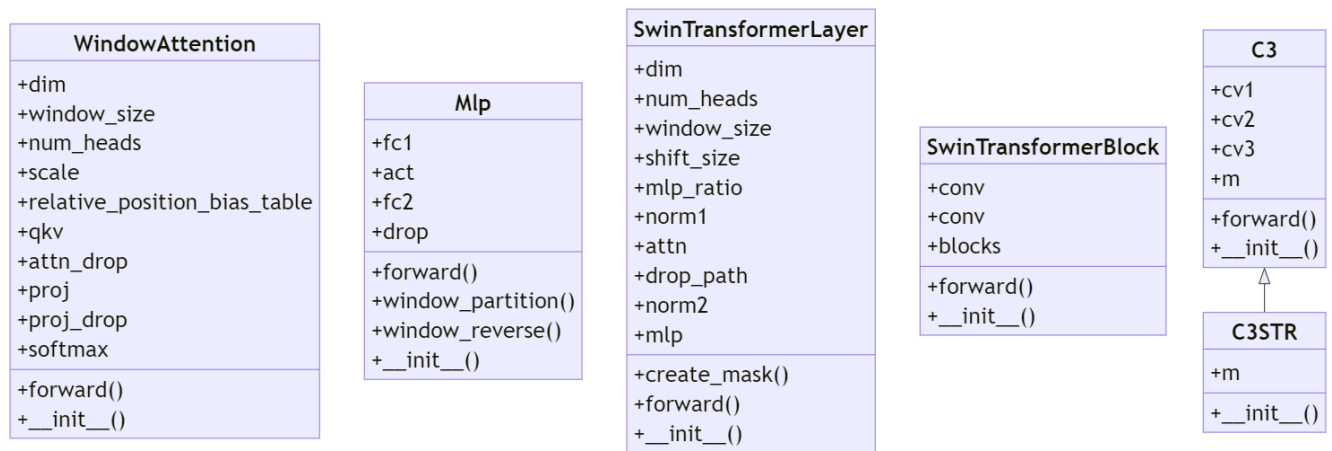 WindowAttention
+dim
+window_size
+num_heads
+scale
+relative_position_bias_table
+qkv
+attn_drop
+proj
+proj_drop
+softmax
+forward()
+__init__()
Mlp
+fc1
+act
+fc2
+drop
+forward()
+window_partition()
+window_reverse()
+__init__()
SwinTransformerLayer
+dim
+num_heads
+window_size
+shift_size
+mlp_ratio
+norm1
+attn
+drop_path
+norm2
+mlp
+create_mask()
+forward()
+__init__()
SwinTransformerBlock
+conv
+conv
+blocks
+forward()
+__init__()
C3
+cv1
+cv2
+cv3
+m
+forward()
+__init__()
C3STR
+m
+__init__()